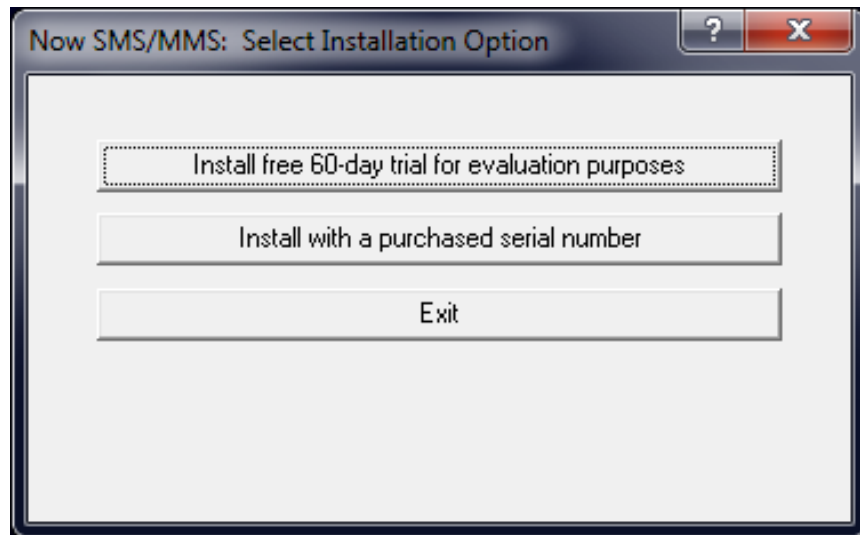 Now SMS/MMS:  Select Installation Option
?
X
Install free 60-day trial for evaluation purposes
Install with a purchased serial number
Exit